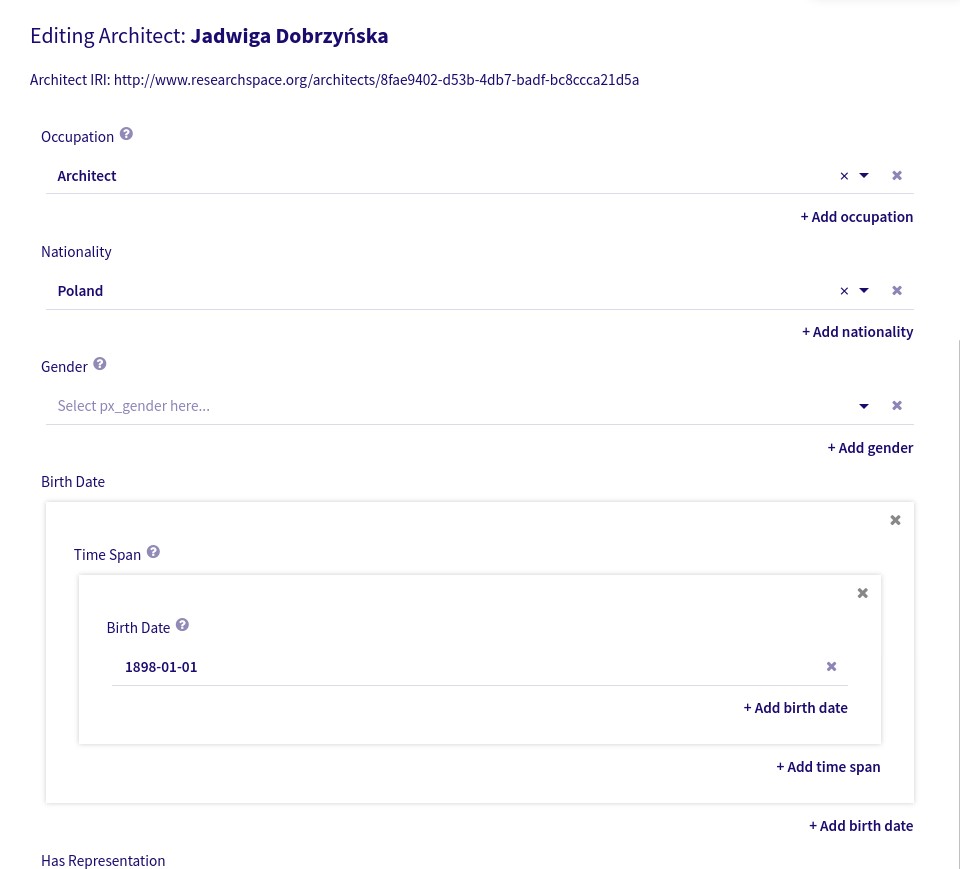 Editing Architect: Jadwiga Dobrzyńska
Architect IRI: http://www.researchspace.org/architects/8fae9402-d53b-4db7-badf-bc8ccca21d5a
Occupation ?
Architect × ✖
+ Add occupation
Nationality
Poland × ✖
+ Add nationality
Gender ?
Select px_gender here... ✖
+ Add gender
Birth Date
✖
Time Span ?
✖
Birth Date ?
1898-01-01 ✖
+ Add birth date
+ Add time span
+ Add birth date
Has Representation